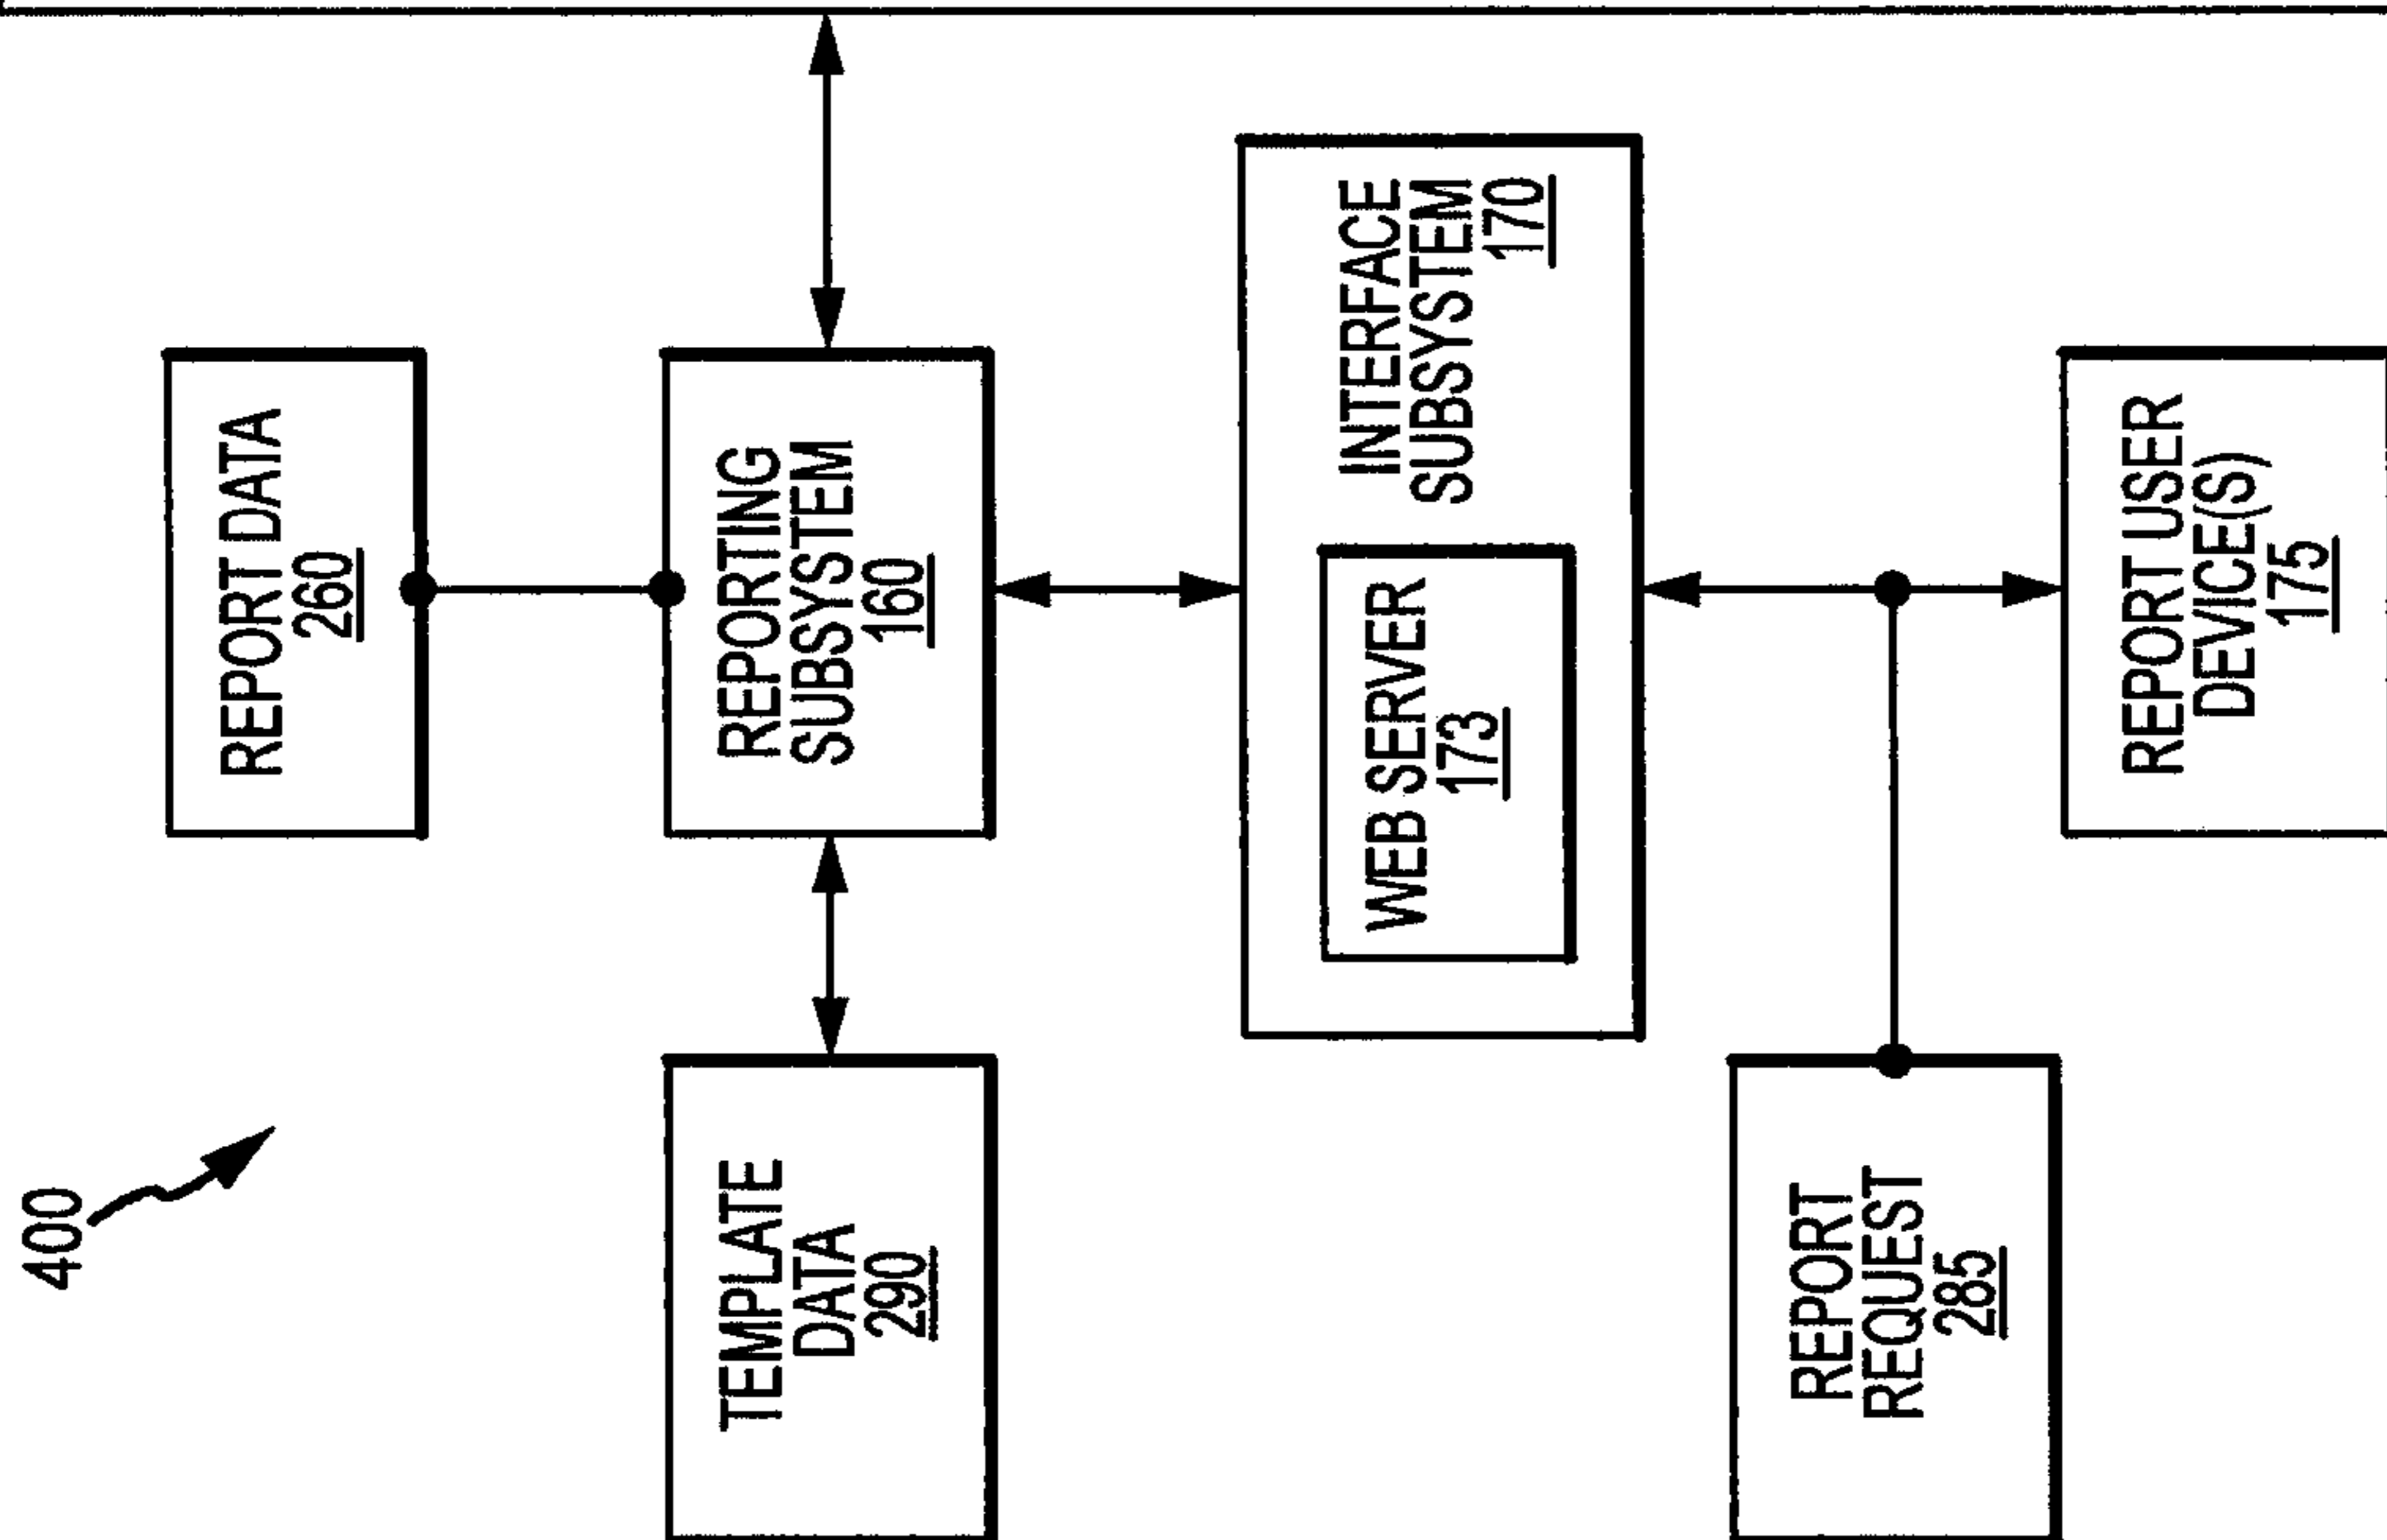 400
REPORT DATA
260
TEMPLATE
DATA
290
REPORTING
SUBSYSTEM
160
INTERFACE
SUBSYSTEM
170
WEB SERVER
173
REPORT
REQUEST
285
REPORT USER
DEVICE(S)
175